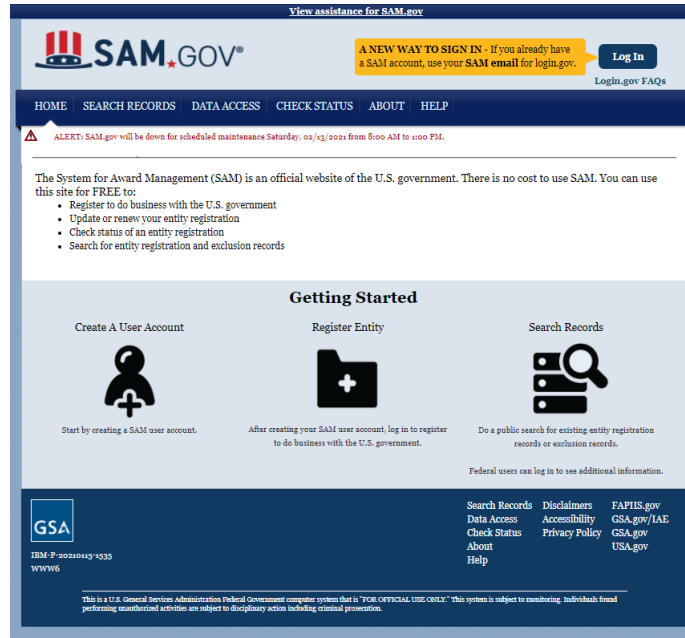 View assistance for SAM.gov
SAM.GOV®
A NEW WAY TO SIGN IN - If you already have
a SAM account, use your SAM email for login.gov.
Log In
Login.gov FAQs
HOME SEARCH RECORDS DATA ACCESS CHECK STATUS ABOUT HELP
ALERT: SAM.gov will be down for scheduled maintenance Saturday, 02/13/2021 from 8:00 AM to 1:00 PM.
The System for Award Management (SAM) is an official website of the U.S. government. There is no cost to use SAM. You can use
this site for FREE to:
• Register to do business with the U.S. government
• Update or renew your entity registration
• Check status of an entity registration
• Search for entity registration and exclusion records
Getting Started
Create A User Account
Start by creating a SAM user account.
Register Entity
After creating your SAM user account, log in to register
to do business with the U.S. government.
Search Records
Do a public search for existing entity registration
records or exclusion records.
Federal users can log in to see additional information.
GSA
IBM-P-20210115-1535
WWW6
Search Records
Data Access
Check Status
About
Help
Disclaimers
Accessibility
Privacy Policy
FAPIIS.gov
GSA.gov/IAE
GSA.gov
USA.gov
This is a U.S. General Services Administration Federal Government computer system that is "FOR OFFICIAL USE ONLY." This system is subject to monitoring. Individuals found
performing unauthorized activities are subject to disciplinary action including criminal prosecution.